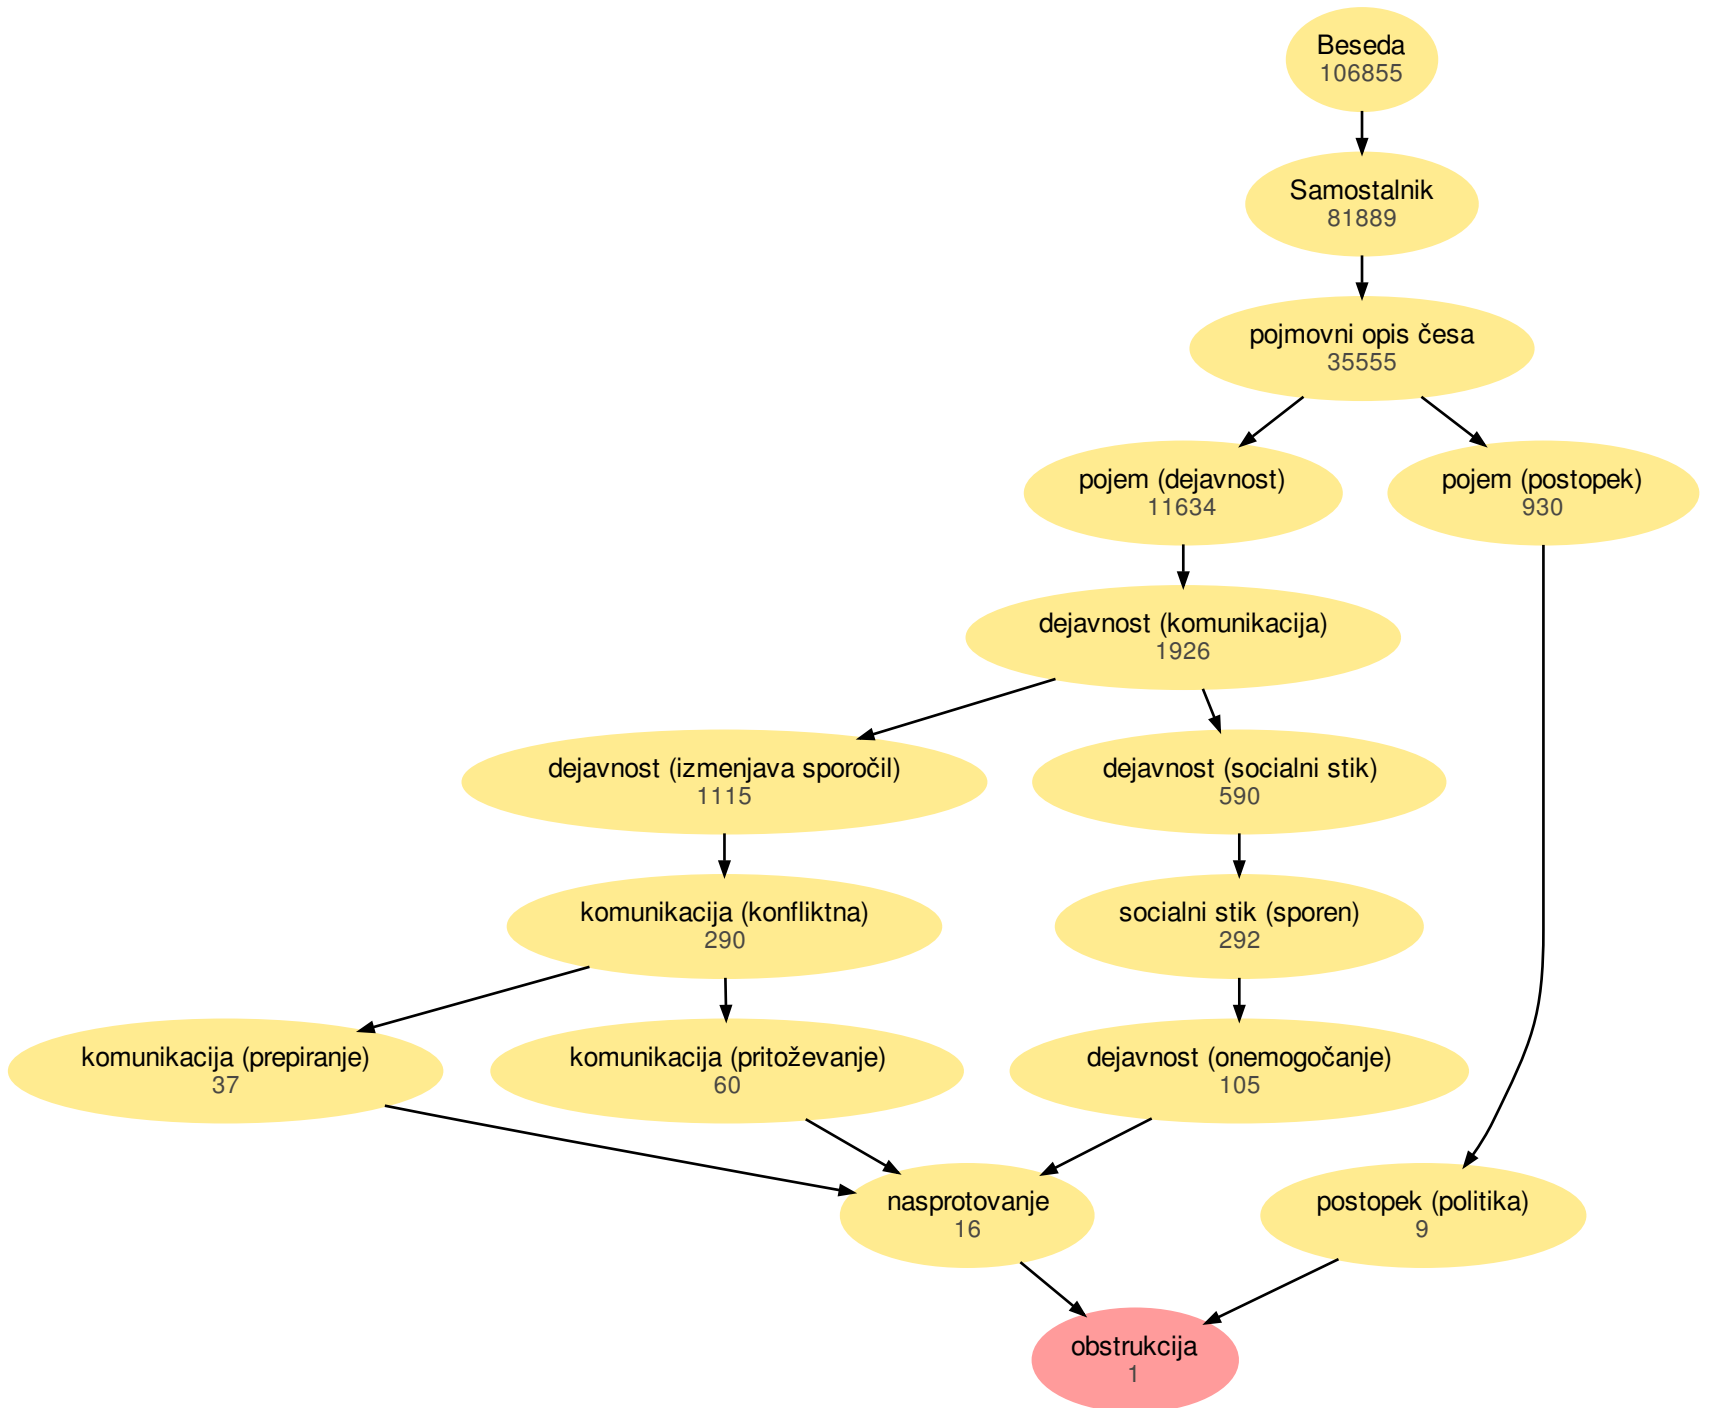 Beseda
106855
Samostalnik
81889
pojmovni opis česa
35555
pojem (dejavnost)
11634
pojem (postopek)
930
dejavnost (komunikacija)
1926
dejavnost (izmenjava sporočil)
1115
dejavnost (socialni stik)
590
komunikacija (konfliktna)
290
socialni stik (sporen)
292
komunikacija (prepiranje)
37
komunikacija (pritoževanje)
60
dejavnost (onemogočanje)
105
nasprotovanje
16
postopek (politika)
9
obstrukcija
1